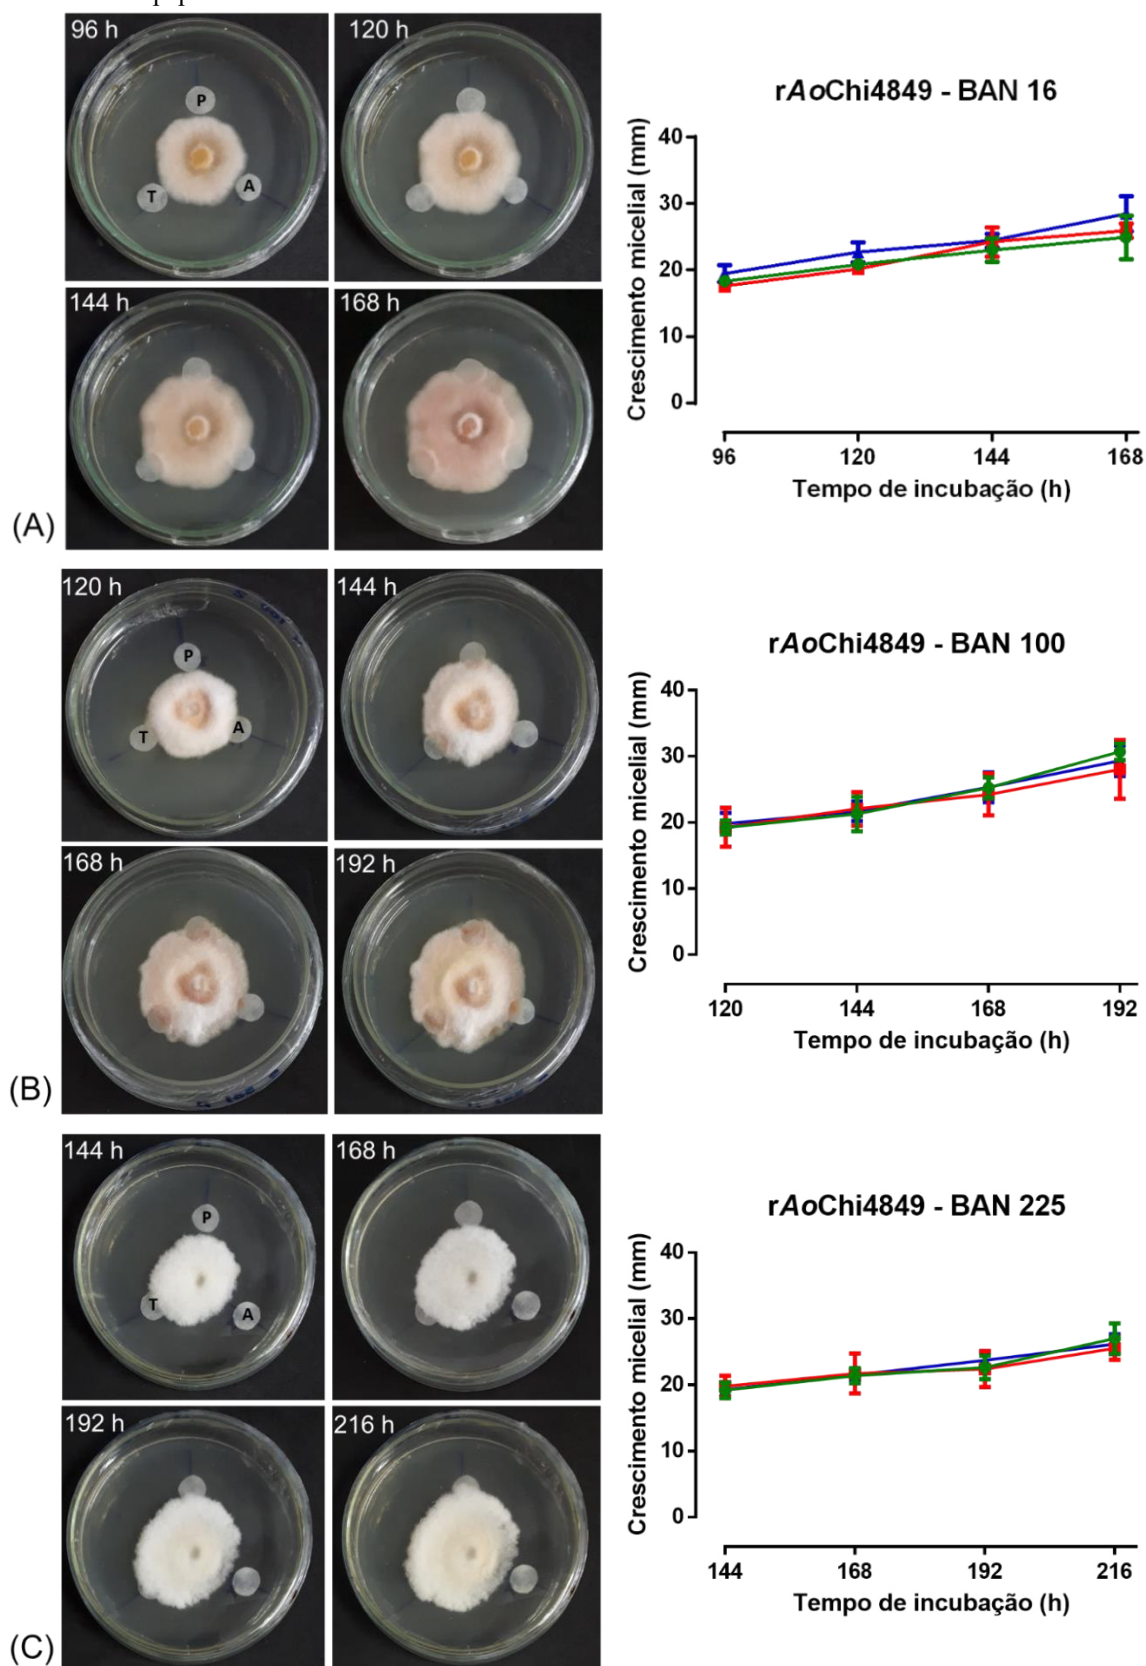 96 h
P
T
A
120 h
144 h
168 h
(A)
rAoChi4849 - BAN 16
Crescimento micelial (mm)
40
30
20
10
0
96
120
144
168
Tempo de incubação (h)
120 h
P
T
A
144 h
168 h
192 h
(B)
rAoChi4849 - BAN 100
Crescimento micelial (mm)
40
30
20
10
0
120
144
168
192
Tempo de incubação (h)
144 h
P
T
A
168 h
192 h
216 h
(C)
rAoChi4849 - BAN 225
Crescimento micelial (mm)
40
30
20
10
0
144
168
192
216
Tempo de incubação (h)